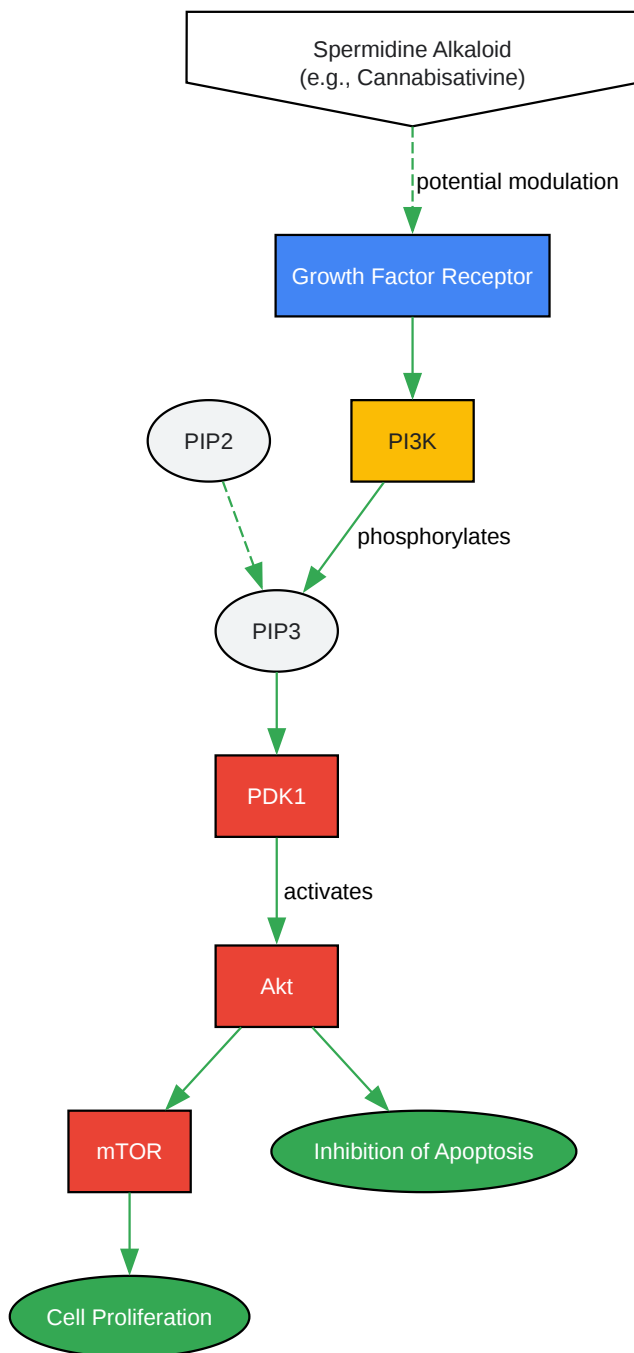 Spermidine Alkaloid
(e.g., Cannabisativine)
potential modulation
Growth Factor Receptor
PIP2
PI3K
phosphorylates
PIP3
PDK1
activates
Akt
mTOR
Inhibition of Apoptosis
Cell Proliferation